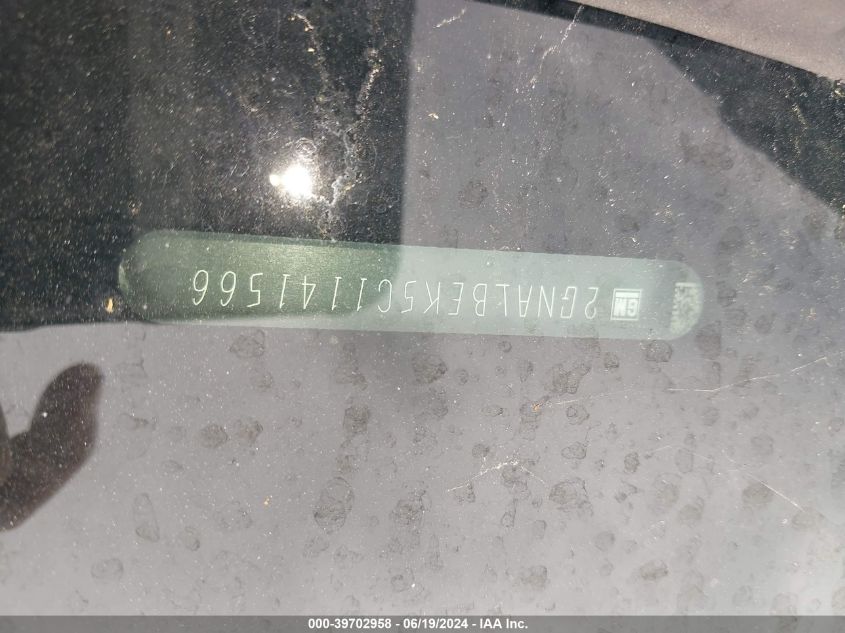 GM 2GNALBEK5C1141566
000-39702958 - 06/19/2024 - IAA Inc.